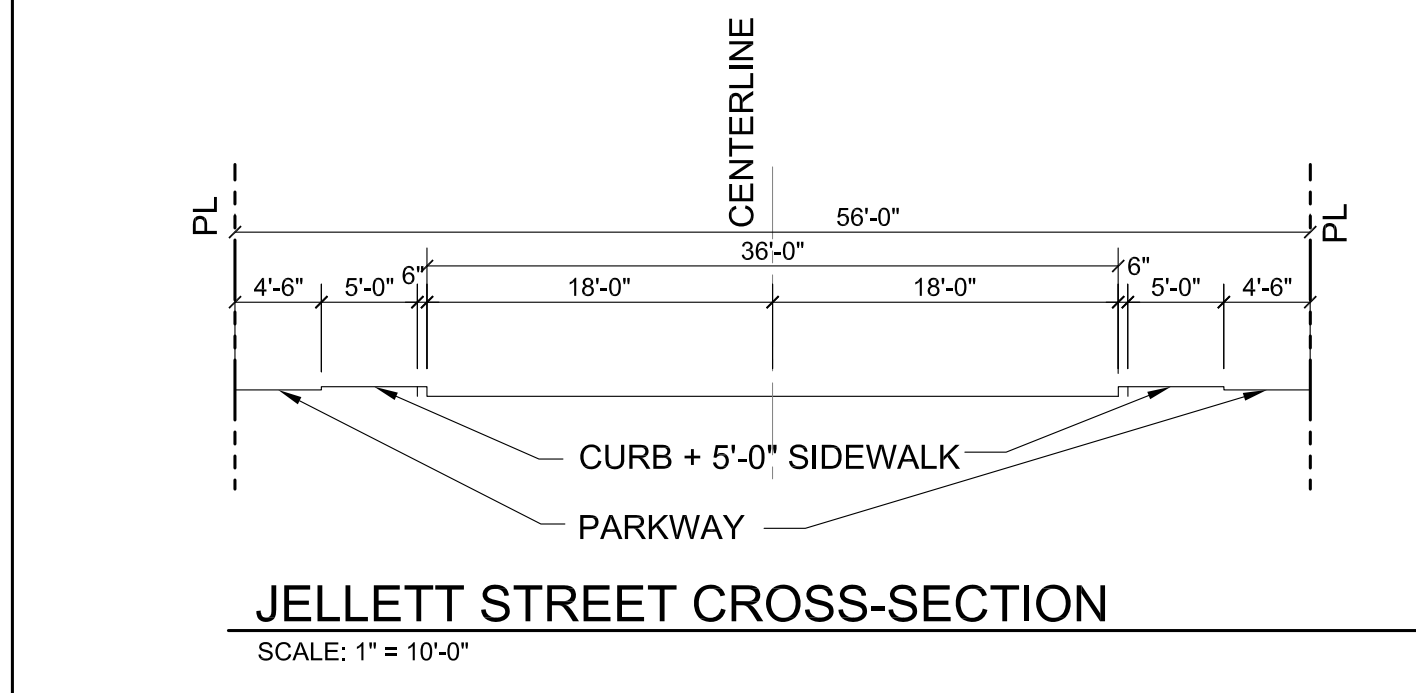 CENTERLINE
PL
56'-0"
PL
36'-0"
4'-6"
5'-0"
6"
18'-0"
18'-0"
6"
5'-0"
4'-6"
CURB + 5'-0" SIDEWALK
PARKWAY
JELLETT STREET CROSS-SECTION
SCALE: 1" = 10'-0"